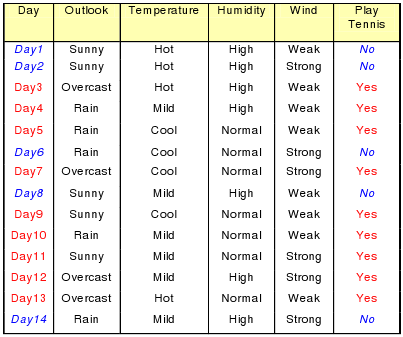 Day Outlook Temperature Humidity Wind Play Tennis
Day1 Sunny Hot High Weak No
Day2 Sunny Hot High Strong No
Day3 Overcast Hot High Weak Yes
Day4 Rain Mild High Weak Yes
Day5 Rain Cool Normal Weak Yes
Day6 Rain Cool Normal Strong No
Day7 Overcast Cool Normal Strong Yes
Day8 Sunny Mild High Weak No
Day9 Sunny Cool Normal Weak Yes
Day10 Rain Mild Normal Weak Yes
Day11 Sunny Mild Normal Strong Yes
Day12 Overcast Mild High Strong Yes
Day13 Overcast Hot Normal Weak Yes
Day14 Rain Mild High Strong No